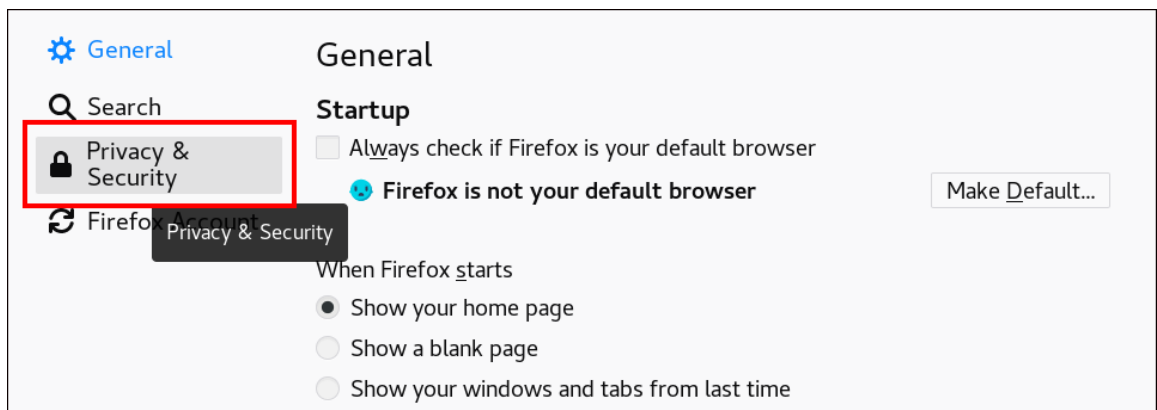 General
Search
Privacy &
Security
Firefox Account
Privacy & Security
General
Startup
Always check if Firefox is your default browser
Firefox is not your default browser
Make Default...
When Firefox starts
Show your home page
Show a blank page
Show your windows and tabs from last time